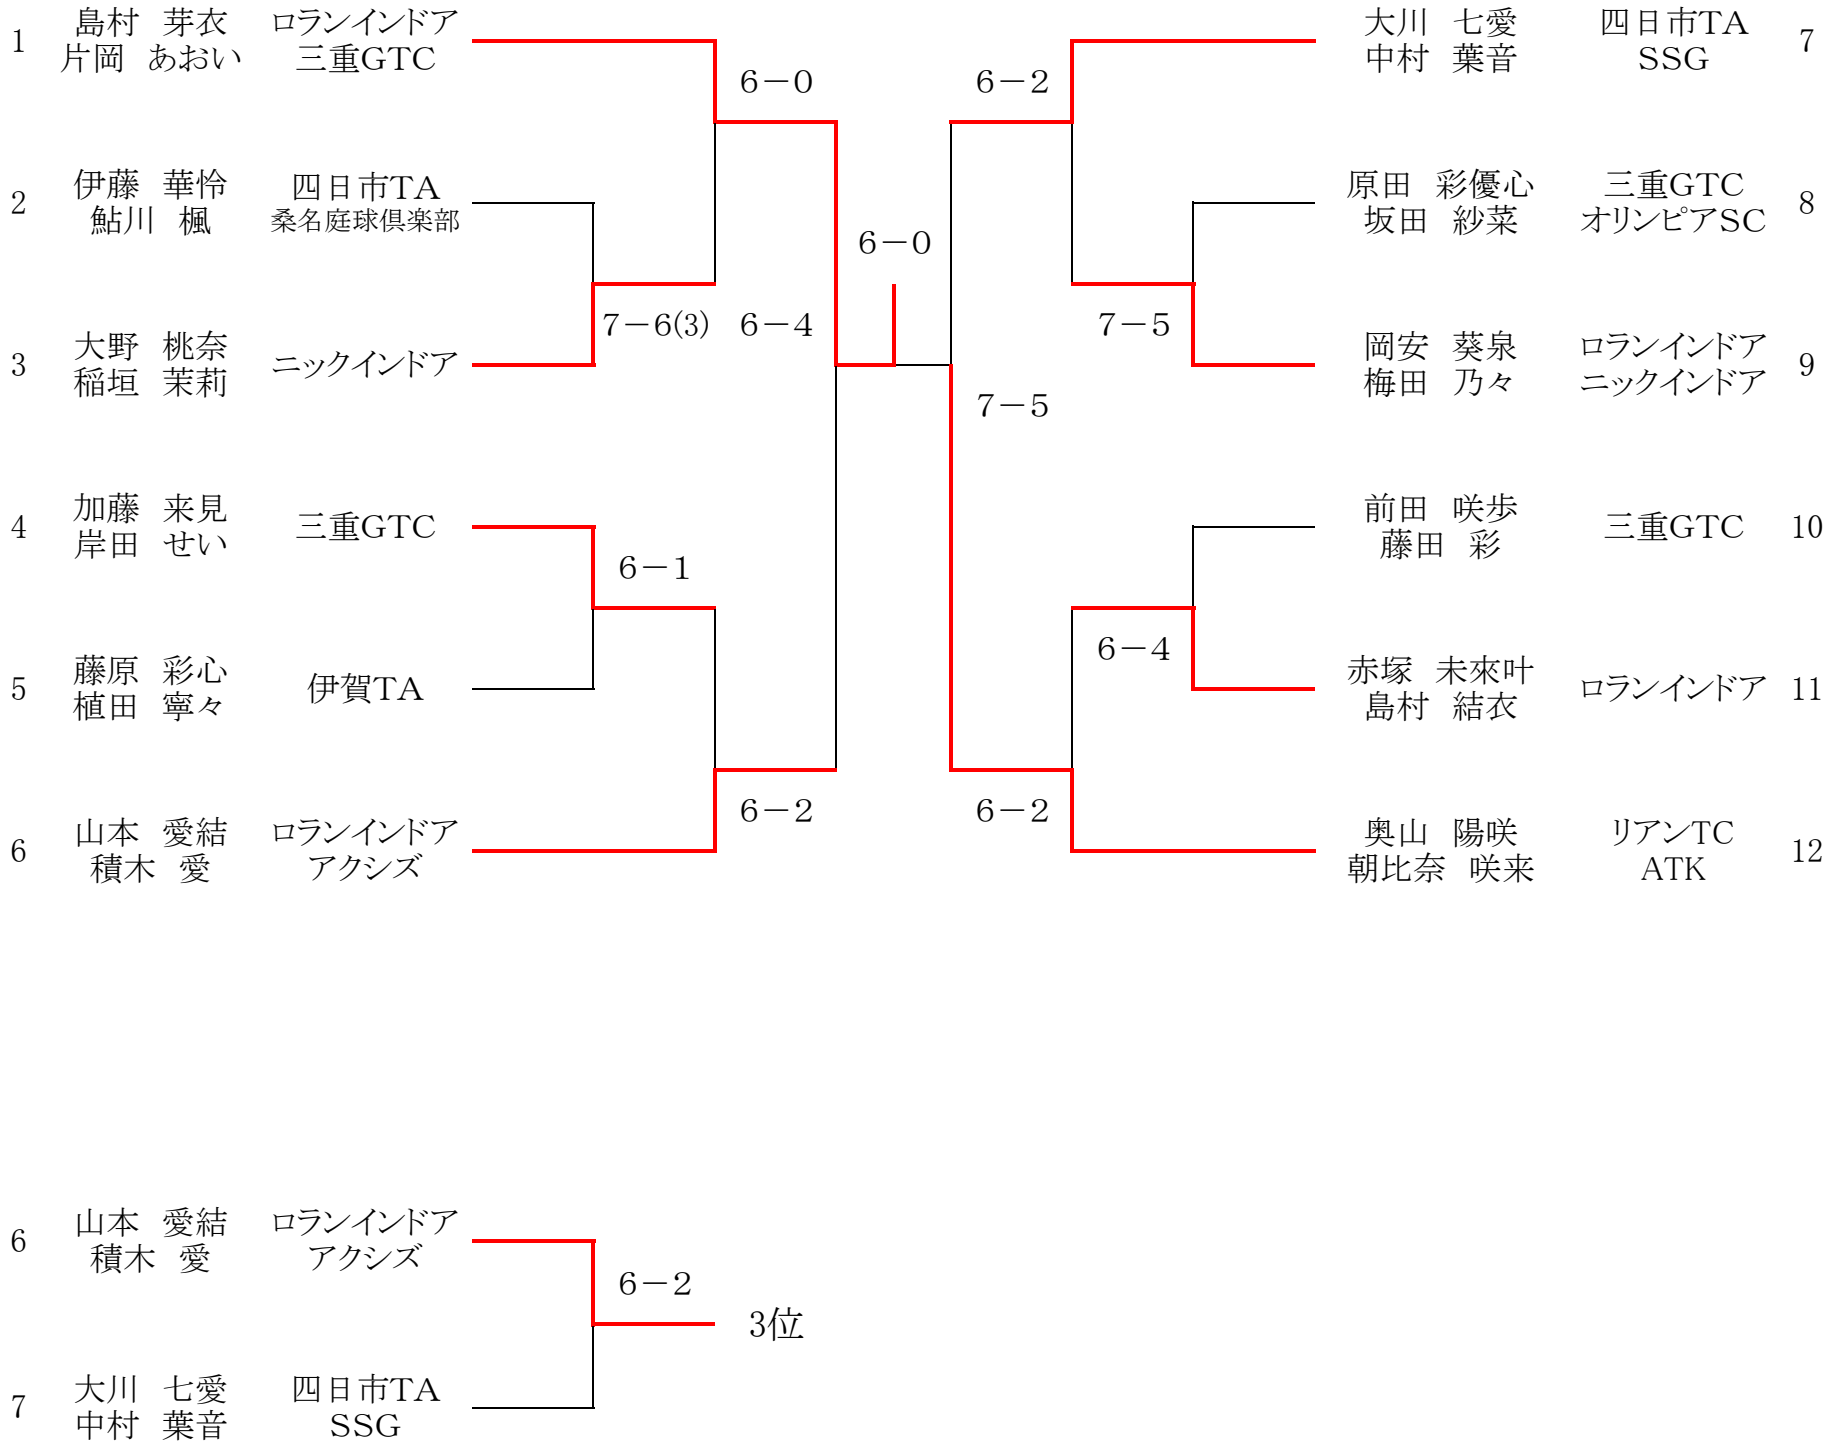 1 島村 芽衣 ロランインドア
片岡 あおい 三重GTC
6－0
2 伊藤 華怜 四日市TA
鮎川 楓 桑名庭球倶楽部
7－6(3) 6－4
3 大野 桃奈 ニックインドア
稲垣 茉莉
4 加藤 来見 三重GTC
岸田 せい
6－1
5 藤原 彩心 伊賀TA
植田 寧々
6－2
6 山本 愛結 ロランインドア
積木 愛 アクシズ
6－0
大川 七愛 四日市TA 7
中村 葉音 SSG
6－2
原田 彩優心 三重GTC 8
坂田 紗菜 オリンピアSC
7－5
岡安 葵泉 ロランインドア 9
梅田 乃々 ニックインドア
7－5
前田 咲歩 三重GTC 10
藤田 彩
6－4
赤塚 未來叶 ロランインドア 11
島村 結衣
6－2
奥山 陽咲 リアンTC 12
朝比奈 咲来 ATK
6 山本 愛結 ロランインドア
積木 愛 アクシズ
6－2
3位
7 大川 七愛 四日市TA
中村 葉音 SSG